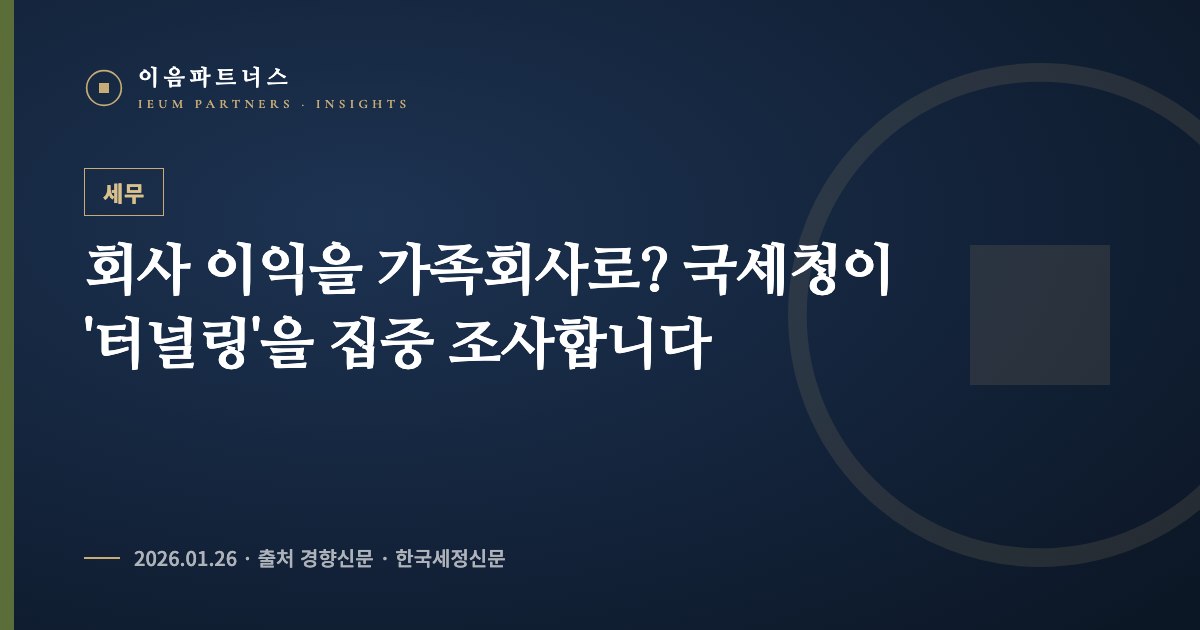 이음파트너스
IEUM PARTNERS · INSIGHTS
세무
회사 이익을 가족회사로? 국세청이
'터널링'을 집중 조사합니다
2026.01.26 · 출처 경향신문 · 한국세정신문